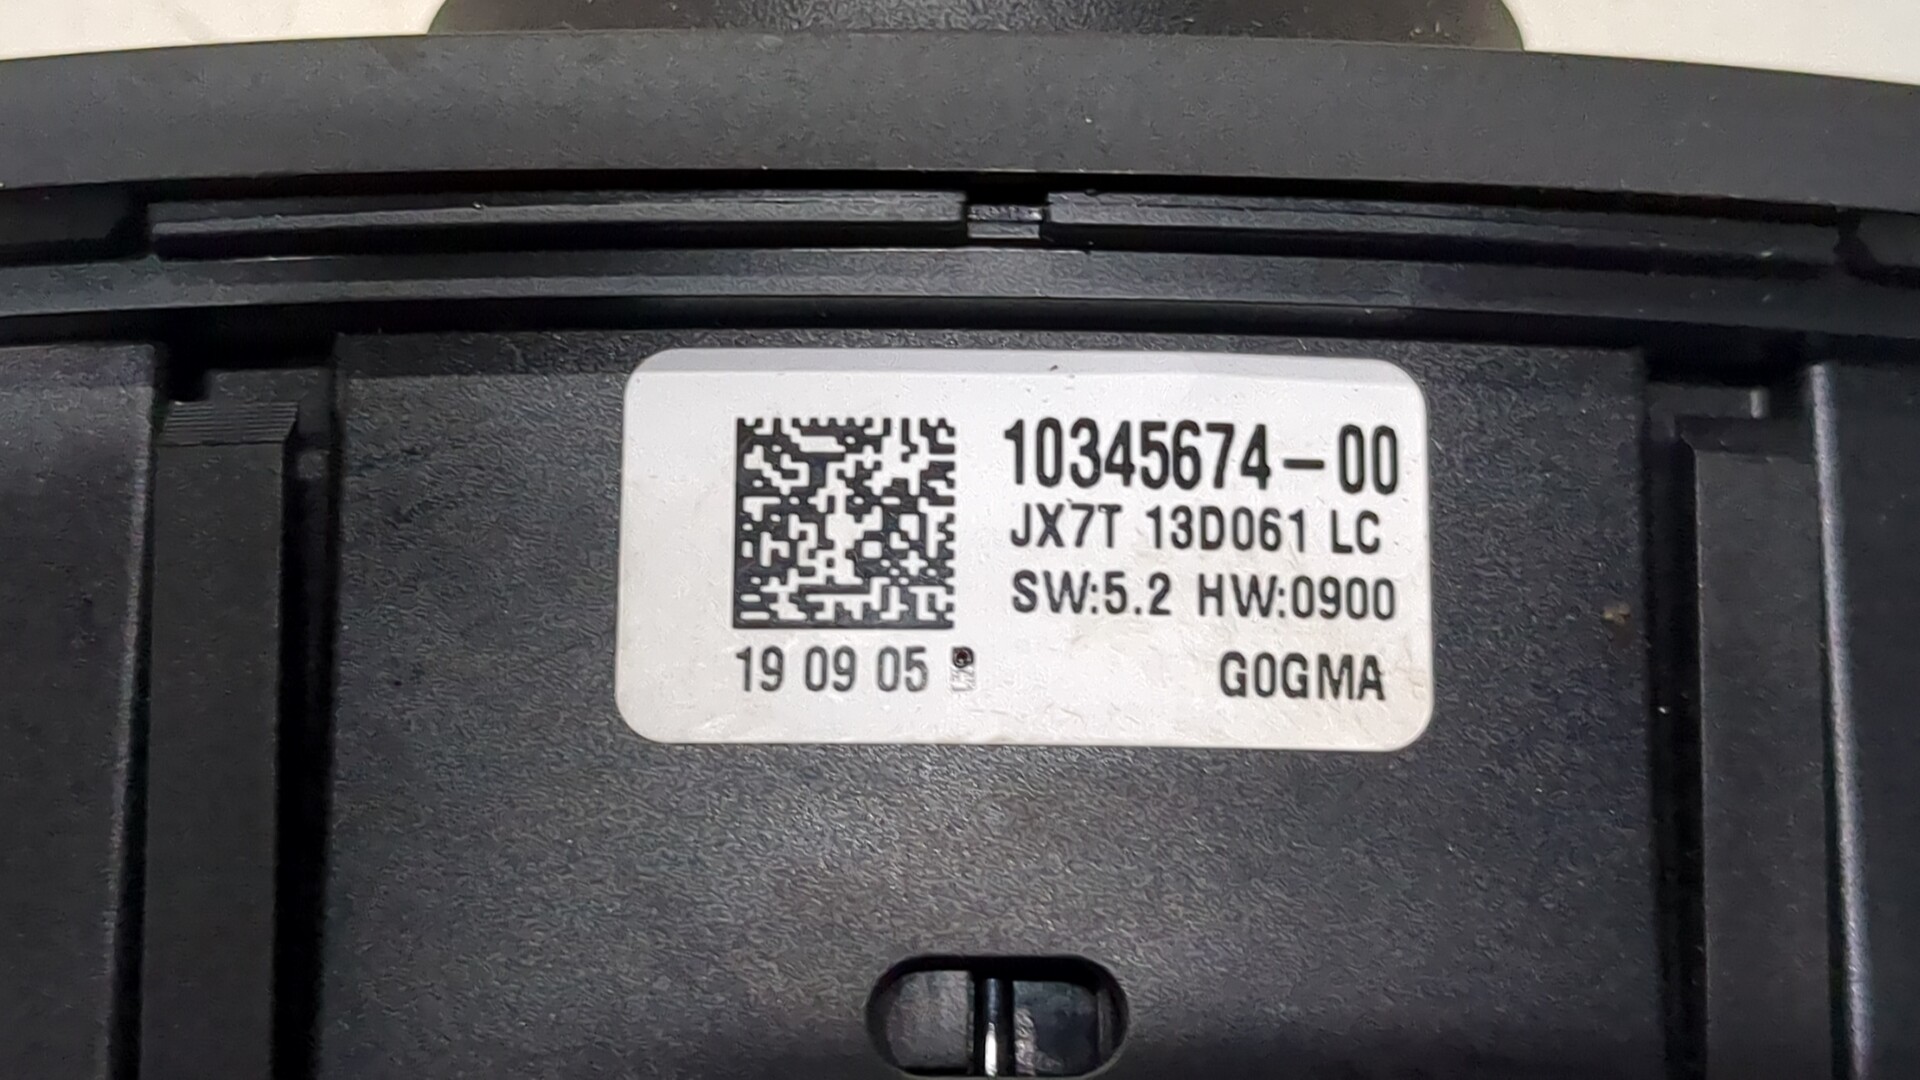 10345674-00
JX7T 13D061 LC
SW:5.2 HW:0900
19 09 05
G0GMA